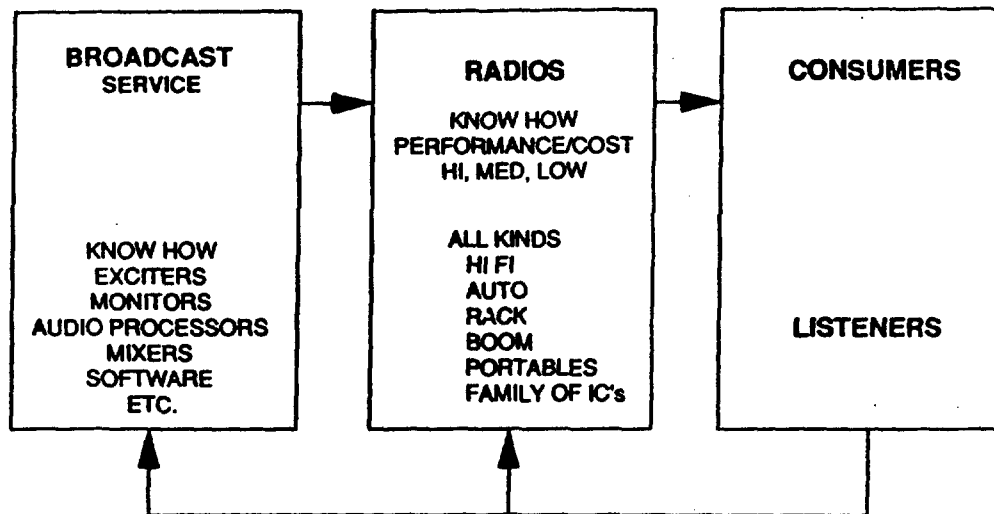 BROADCAST
SERVICE
KNOW HOW
EXCITERS
MONITORS
AUDIO PROCESSORS
MIXERS
SOFTWARE
ETC.
RADIOS
KNOW HOW
PERFORMANCE/COST
HI, MED, LOW
ALL KINDS
HI FI
AUTO
RACK
BOOM
PORTABLES
FAMILY OF IC's
CONSUMERS
LISTENERS